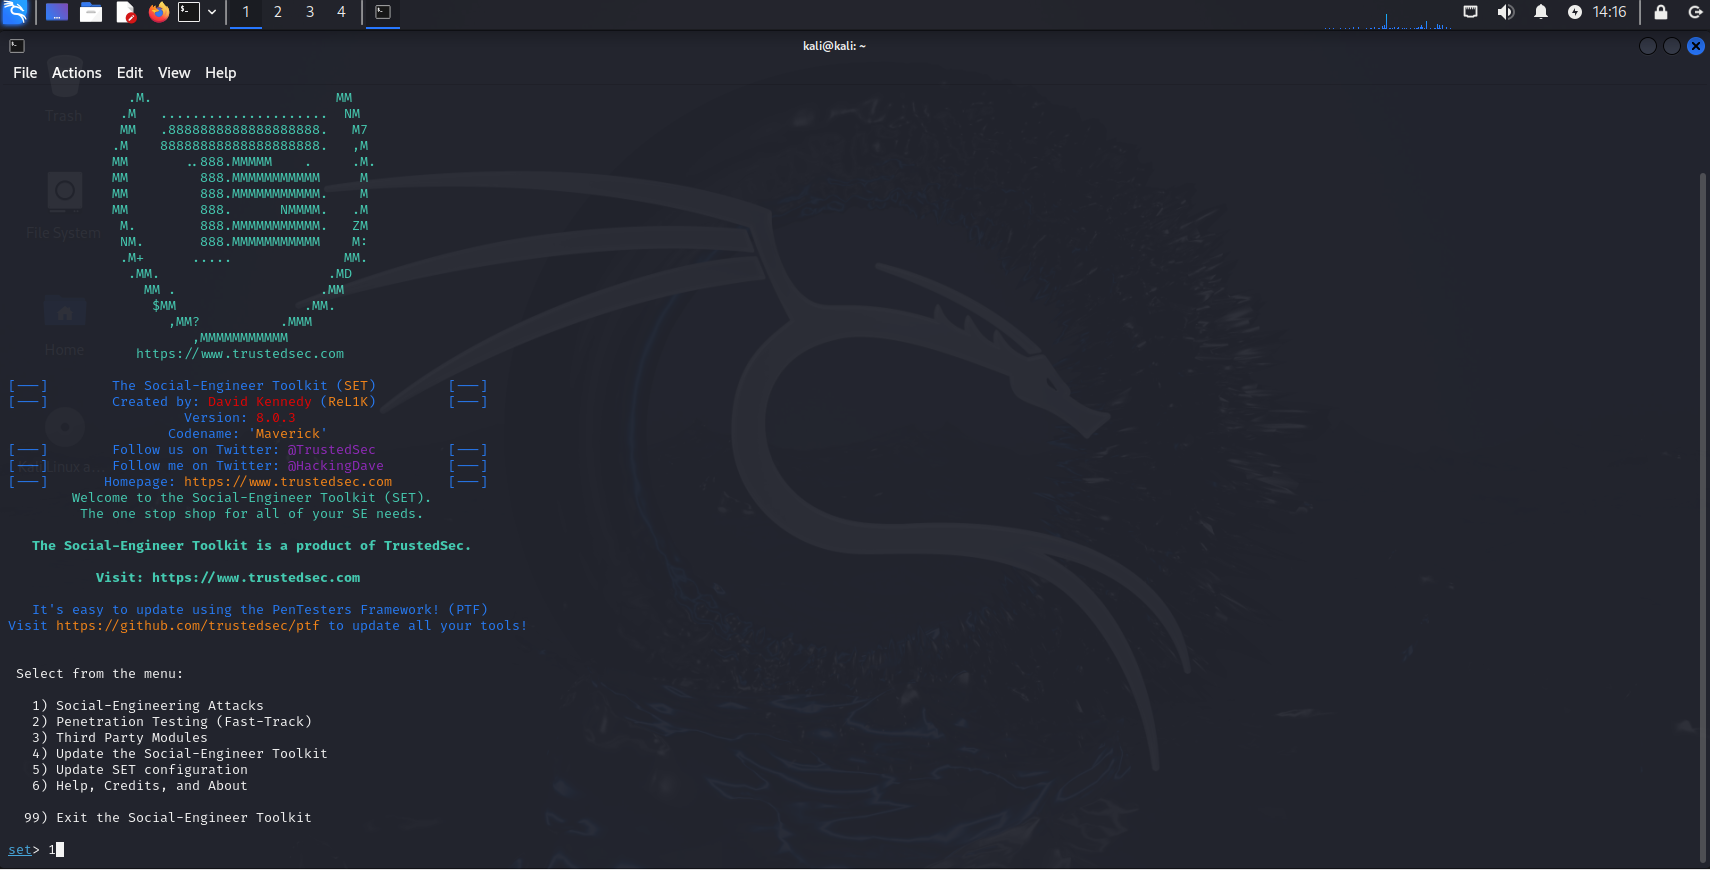 1 2 3 4 14:16
kali@kali: ~
File Actions Edit View Help
Trash
File System
Home
.M. MM
.M ..................... NM
MM .8888888888888888888. M7
.M 88888888888888888888. ,M
MM ..888.MMMMM . .M.
MM 888.MMMMMMMMMMM M
MM 888.MMMMMMMMMMM. M
MM 888. NMMMM. .M
M. 888.MMMMMMMMMMM. ZM
NM. 888.MMMMMMMMMMM M:
.M+ ..... MM.
.MM. .MD
MM . .MM
$MM .MM.
,MM? .MMM
,MMMMMMMMMMM
https://www.trustedsec.com
[---] The Social-Engineer Toolkit (SET) [---]
[---] Created by: David Kennedy (ReL1K) [---]
Version: 8.0.3
Codename: 'Maverick'
[---] Follow us on Twitter: @TrustedSec [---]
[---] Follow me on Twitter: @HackingDave [---]
[---] Homepage: https://www.trustedsec.com [---]
Welcome to the Social-Engineer Toolkit (SET).
The one stop shop for all of your SE needs.
The Social-Engineer Toolkit is a product of TrustedSec.
Visit: https://www.trustedsec.com
It's easy to update using the PenTesters Framework! (PTF)
Visit https://github.com/trustedsec/ptf to update all your tools!
Select from the menu:
1) Social-Engineering Attacks
2) Penetration Testing (Fast-Track)
3) Third Party Modules
4) Update the Social-Engineer Toolkit
5) Update SET configuration
6) Help, Credits, and About
99) Exit the Social-Engineer Toolkit
set> 1